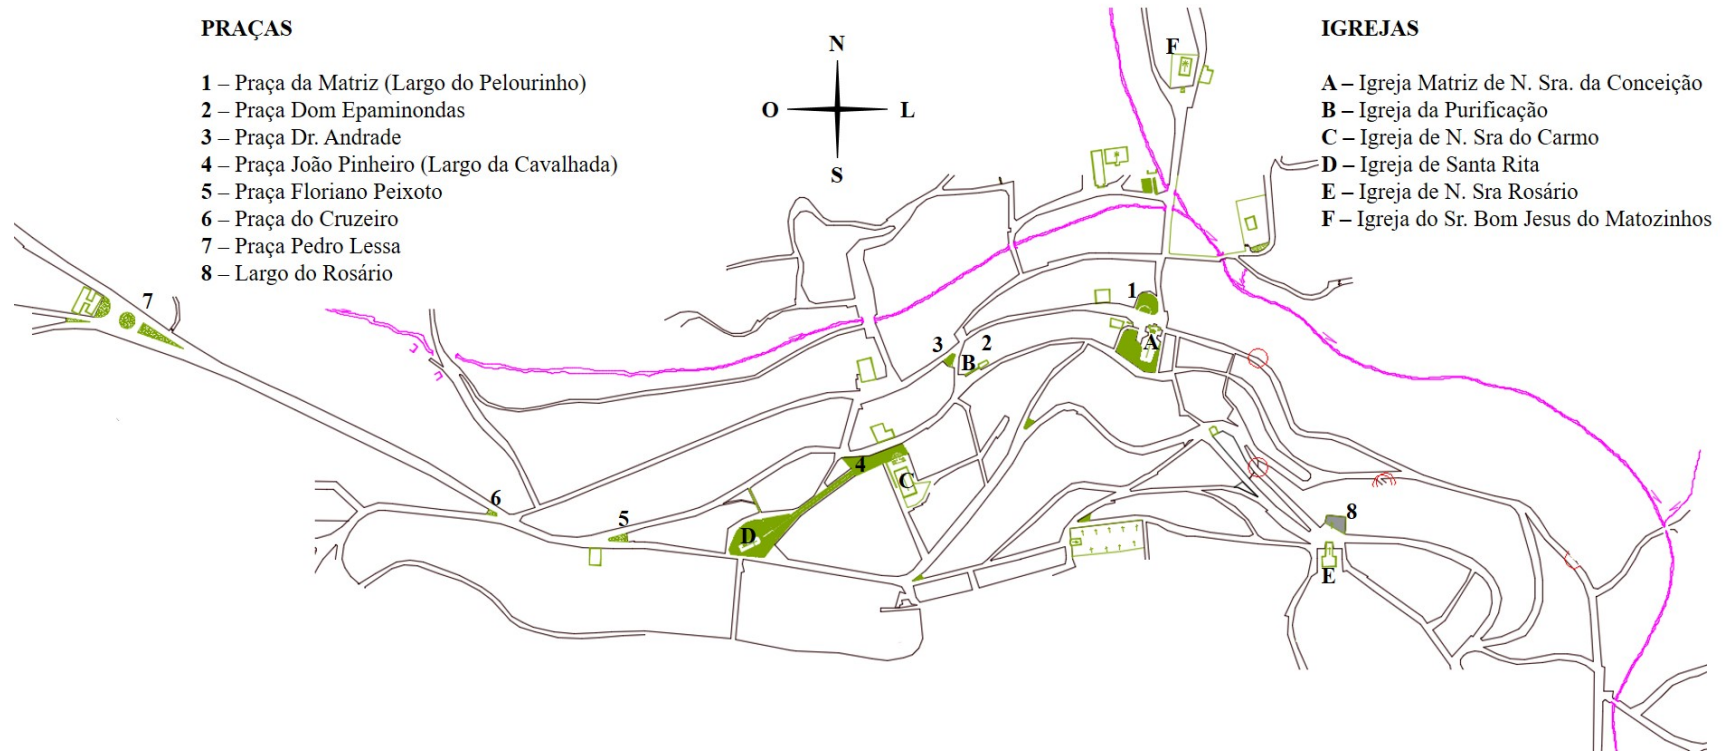 PRAÇAS
1 – Praça da Matriz (Largo do Pelourinho)
2 – Praça Dom Epaminondas
3 – Praça Dr. Andrade
4 – Praça João Pinheiro (Largo da Cavalhada)
5 – Praça Floriano Peixoto
6 – Praça do Cruzeiro
7 – Praça Pedro Lessa
8 – Largo do Rosário
N
O
L
S
IGREJAS
A – Igreja Matriz de N. Sra. da Conceição
B – Igreja da Purificação
C – Igreja de N. Sra do Carmo
D – Igreja de Santa Rita
E – Igreja de N. Sra Rosário
F – Igreja do Sr. Bom Jesus do Matozinhos
F
7
1
3
2
A
B
4
C
6
5
D
8
E